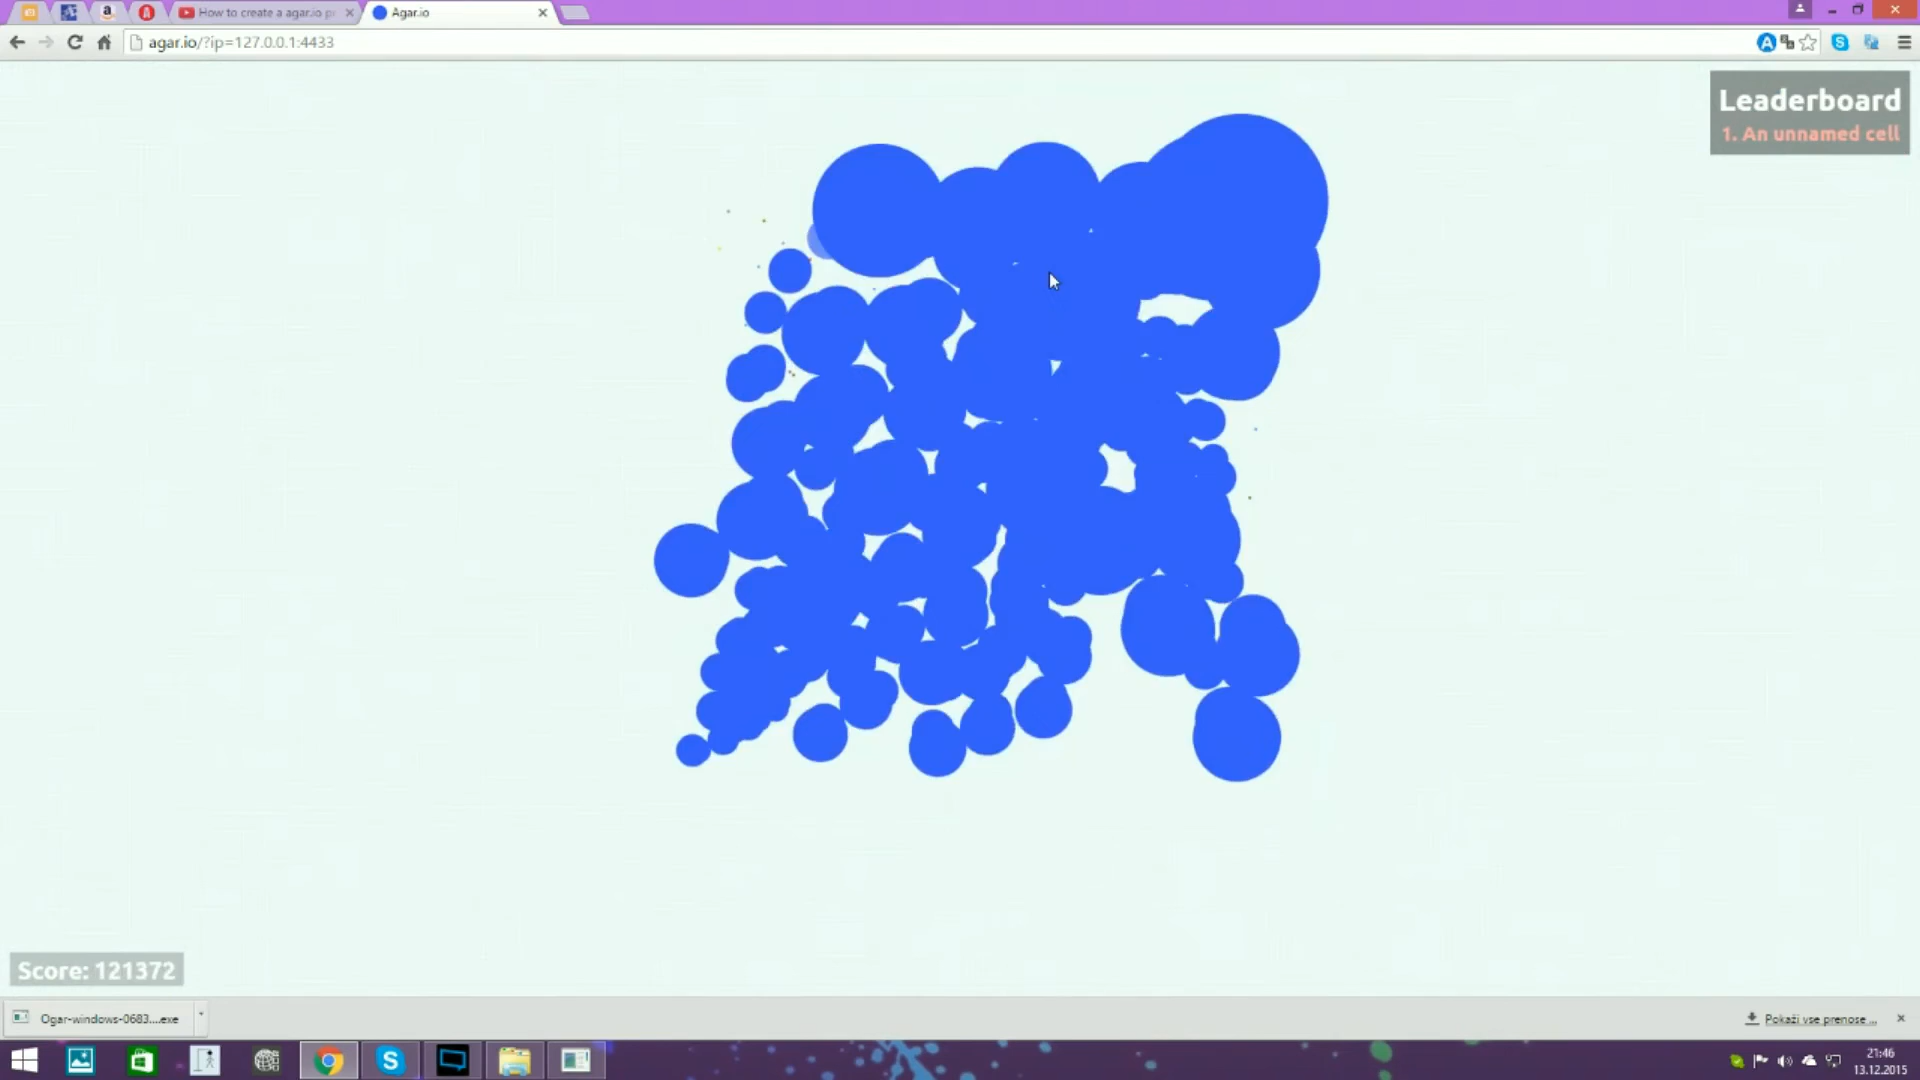 How to create a agar.io pr
Agar.io
agar.io/?ip=127.0.0.1:4433
Leaderboard
1. An unnamed cell
Score: 121372
Ogar-windows-0683....exe
Pokaži vse prenose ...
21:46
13.12.2015